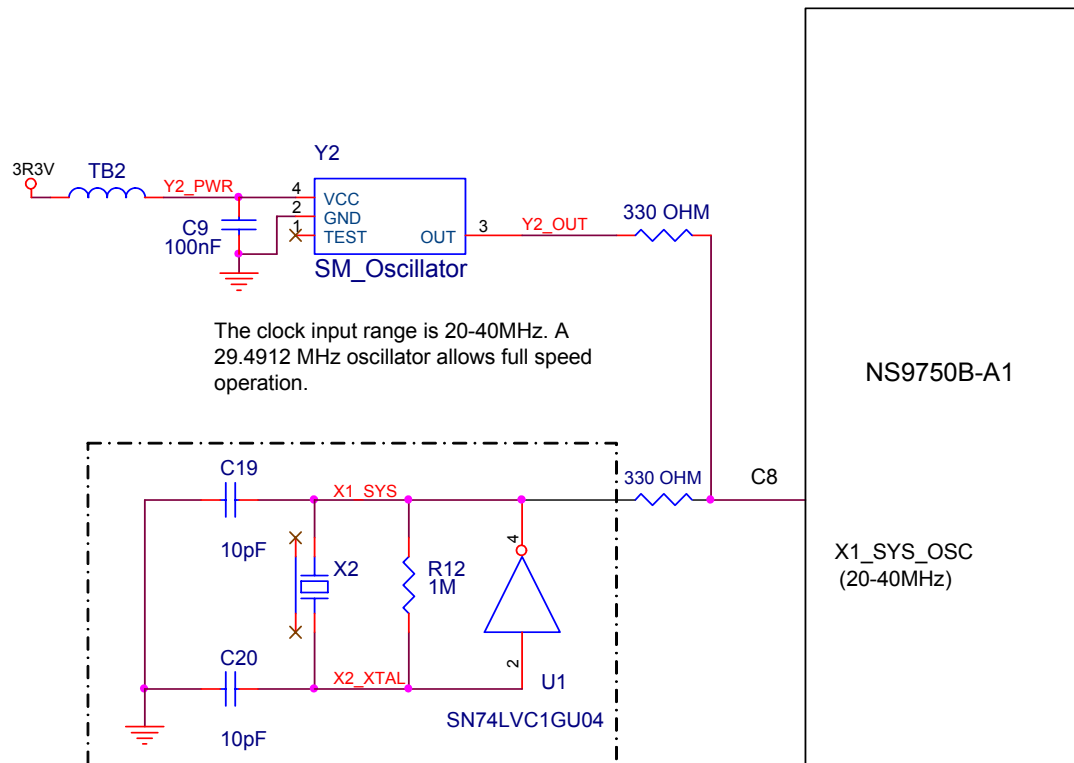 Y2
3R3V
TB2
Y2_PWR
4
VCC
2
GND
1
TEST
OUT
3
Y2_OUT
330 OHM
C9
100nF
SM_Oscillator
The clock input range is 20-40MHz. A
29.4912 MHz oscillator allows full speed
operation.
NS9750B-A1
C19
10pF
X1_SYS
330 OHM
C8
4
X2
R12
1M
X1_SYS_OSC
(20-40MHz)
C20
10pF
X2_XTAL
2
U1
SN74LVC1GU04